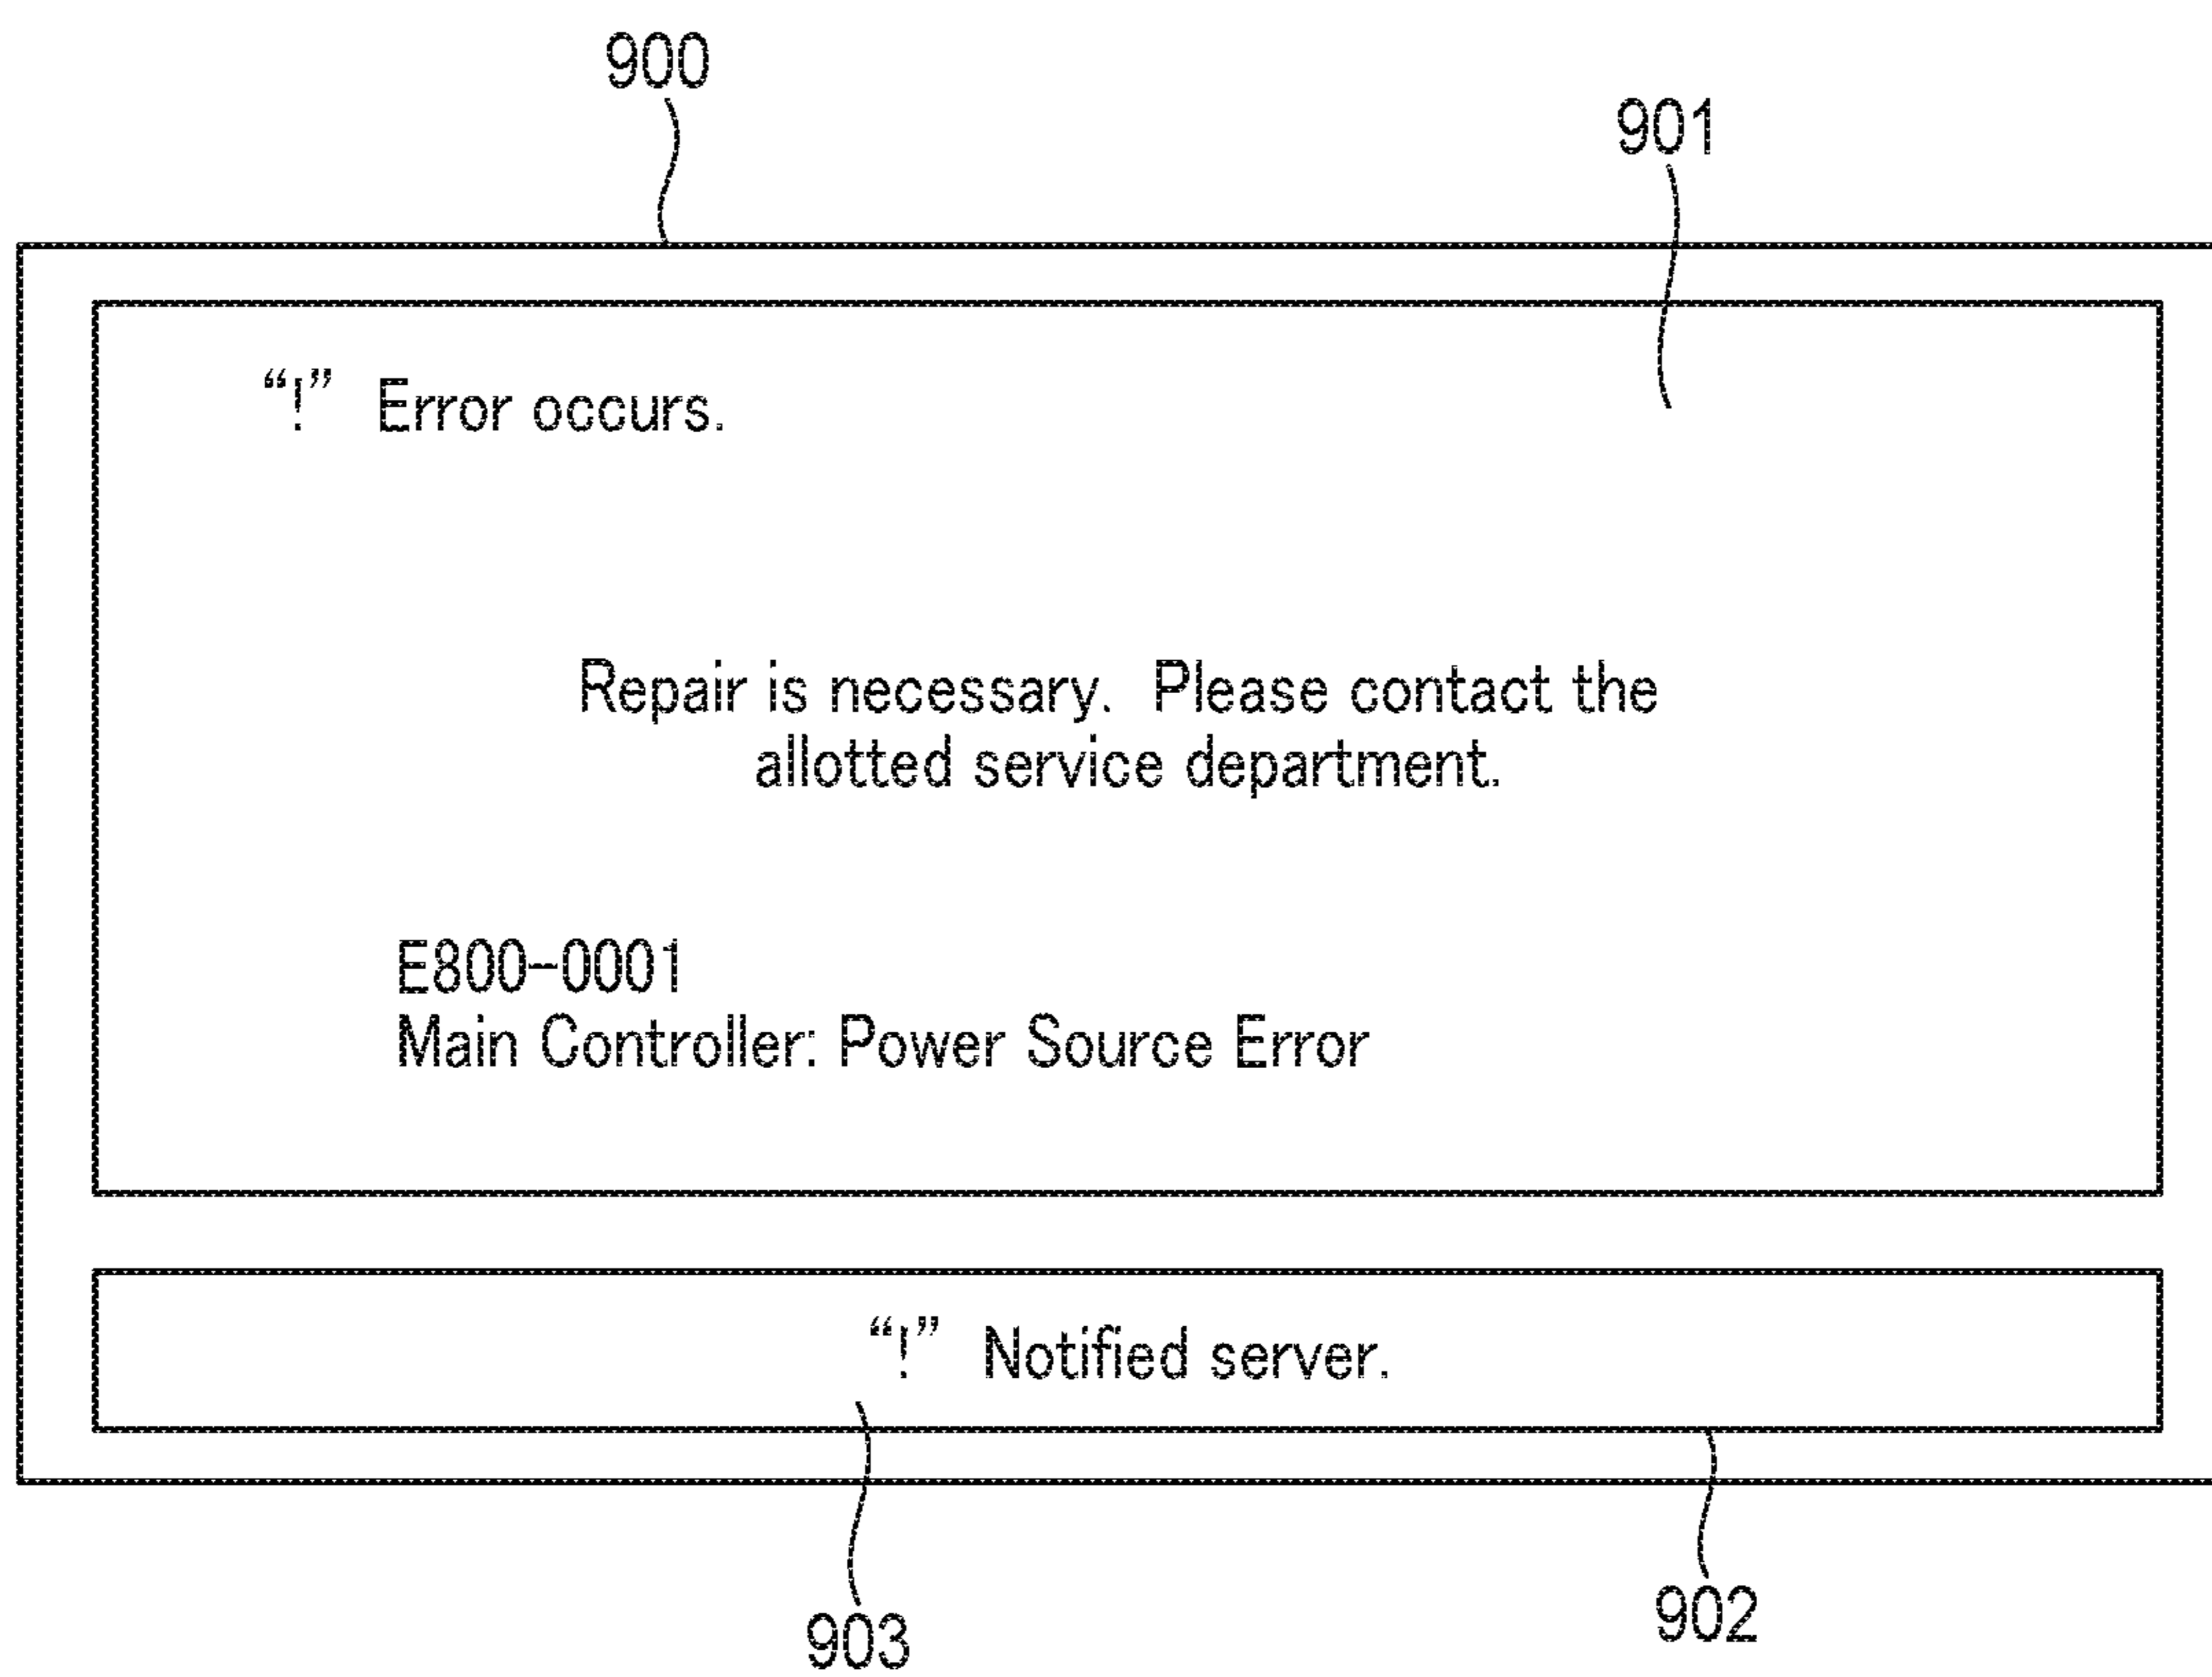 900
901
“!” Error occurs.
Repair is necessary. Please contact the
allotted service department.
E800-0001
Main Controller: Power Source Error
“!” Notified server.
903
902